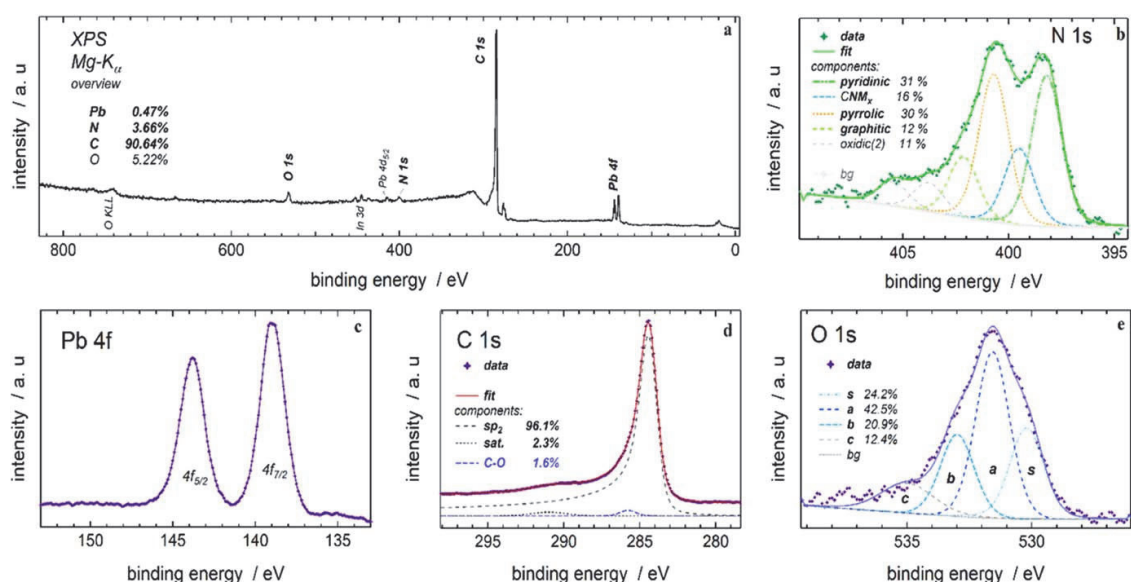 a
XPS
Mg-Kα
overview
Pb 0.47%
N 3.66%
C 90.64%
O 5.22%
O KLL
O 1s
In 3d
Pb 4d5/2
N 1s
C 1s
Pb 4f
intensity / a. u
800 600 400 200 0
binding energy / eV
b
N 1s
data
fit
components:
pyridinic 31 %
CNMx 16 %
pyrrolic 30 %
graphitic 12 %
oxidic(2) 11 %
bg
intensity / a. u
405 400 395
binding energy / eV
c
Pb 4f
4f5/2
4f7/2
intensity / a. u
150 145 140 135
binding energy / eV
d
C 1s
data
fit
components:
sp2 96.1%
sat. 2.3%
C-O 1.6%
intensity / a. u
295 290 285 280
binding energy / eV
e
O 1s
data
s 24.2%
a 42.5%
b 20.9%
c 12.4%
bg
c
b
a
s
intensity / a. u
535 530
binding energy / eV